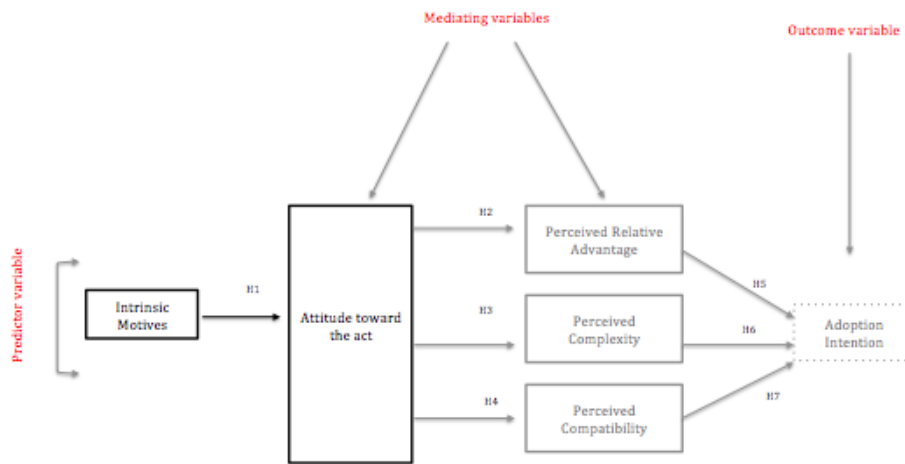 Mediating variables
Outcome variable
Predictor variable
Intrinsic
Motives
H1
Attitude toward
the act
H2
H3
H4
Perceived Relative
Advantage
Perceived
Complexity
Perceived
Compatibility
H5
H6
H7
Adoption
Intention